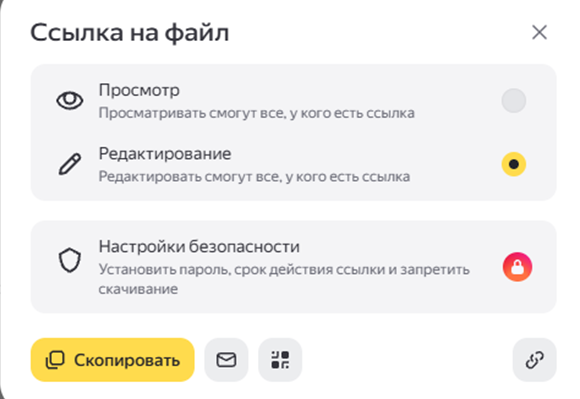 Ссылка на файл
Просмотр
Просматривать смогут все, у кого есть ссылка
Редактирование
Редактировать смогут все, у кого есть ссылка
Настройки безопасности
Установить пароль, срок действия ссылки и запретить
скачивание
Скопировать